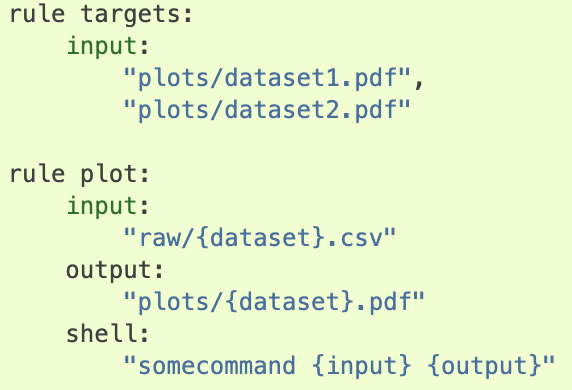 rule targets:
    input:
        "plots/dataset1.pdf",
        "plots/dataset2.pdf"

rule plot:
    input:
        "raw/{dataset}.csv"
    output:
        "plots/{dataset}.pdf"
    shell:
        "somecommand {input} {output}"